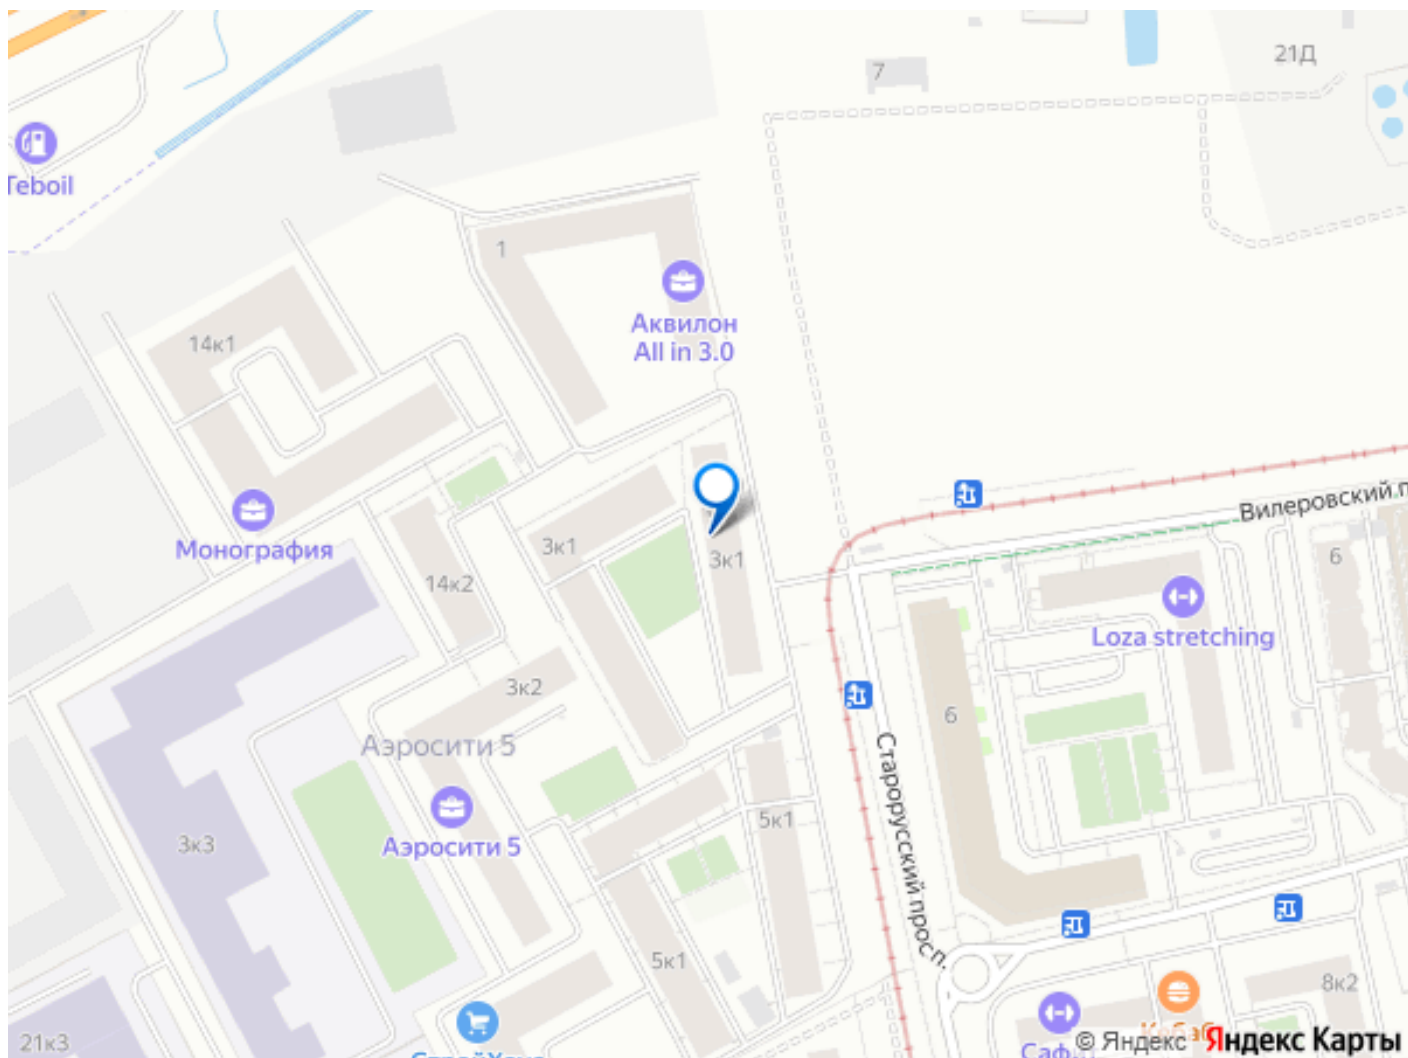 21Д
7
Teboil
1
Аквилон
All in 3.0
14к1
Вилеровский п
Монография
3к1
3к1
6
14к2
Loza stretching
3к2
6
Аэросити 5
Старорусский просп.
5к1
3к3
Аэросити 5
5к1
8к2
21к3
© Яндекс Яндекс Карты